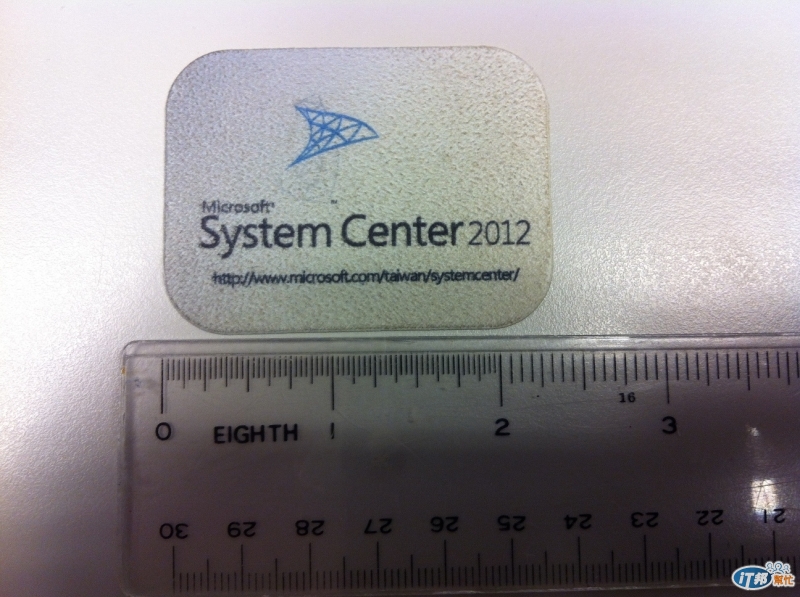 Microsoft®
System Center 2012
http://www.microsoft.com/taiwan/systemcenter/
16
0 EIGHTH 1 2 3
30 29 28 27 26 25 24 23 22 21
iT邦幫忙